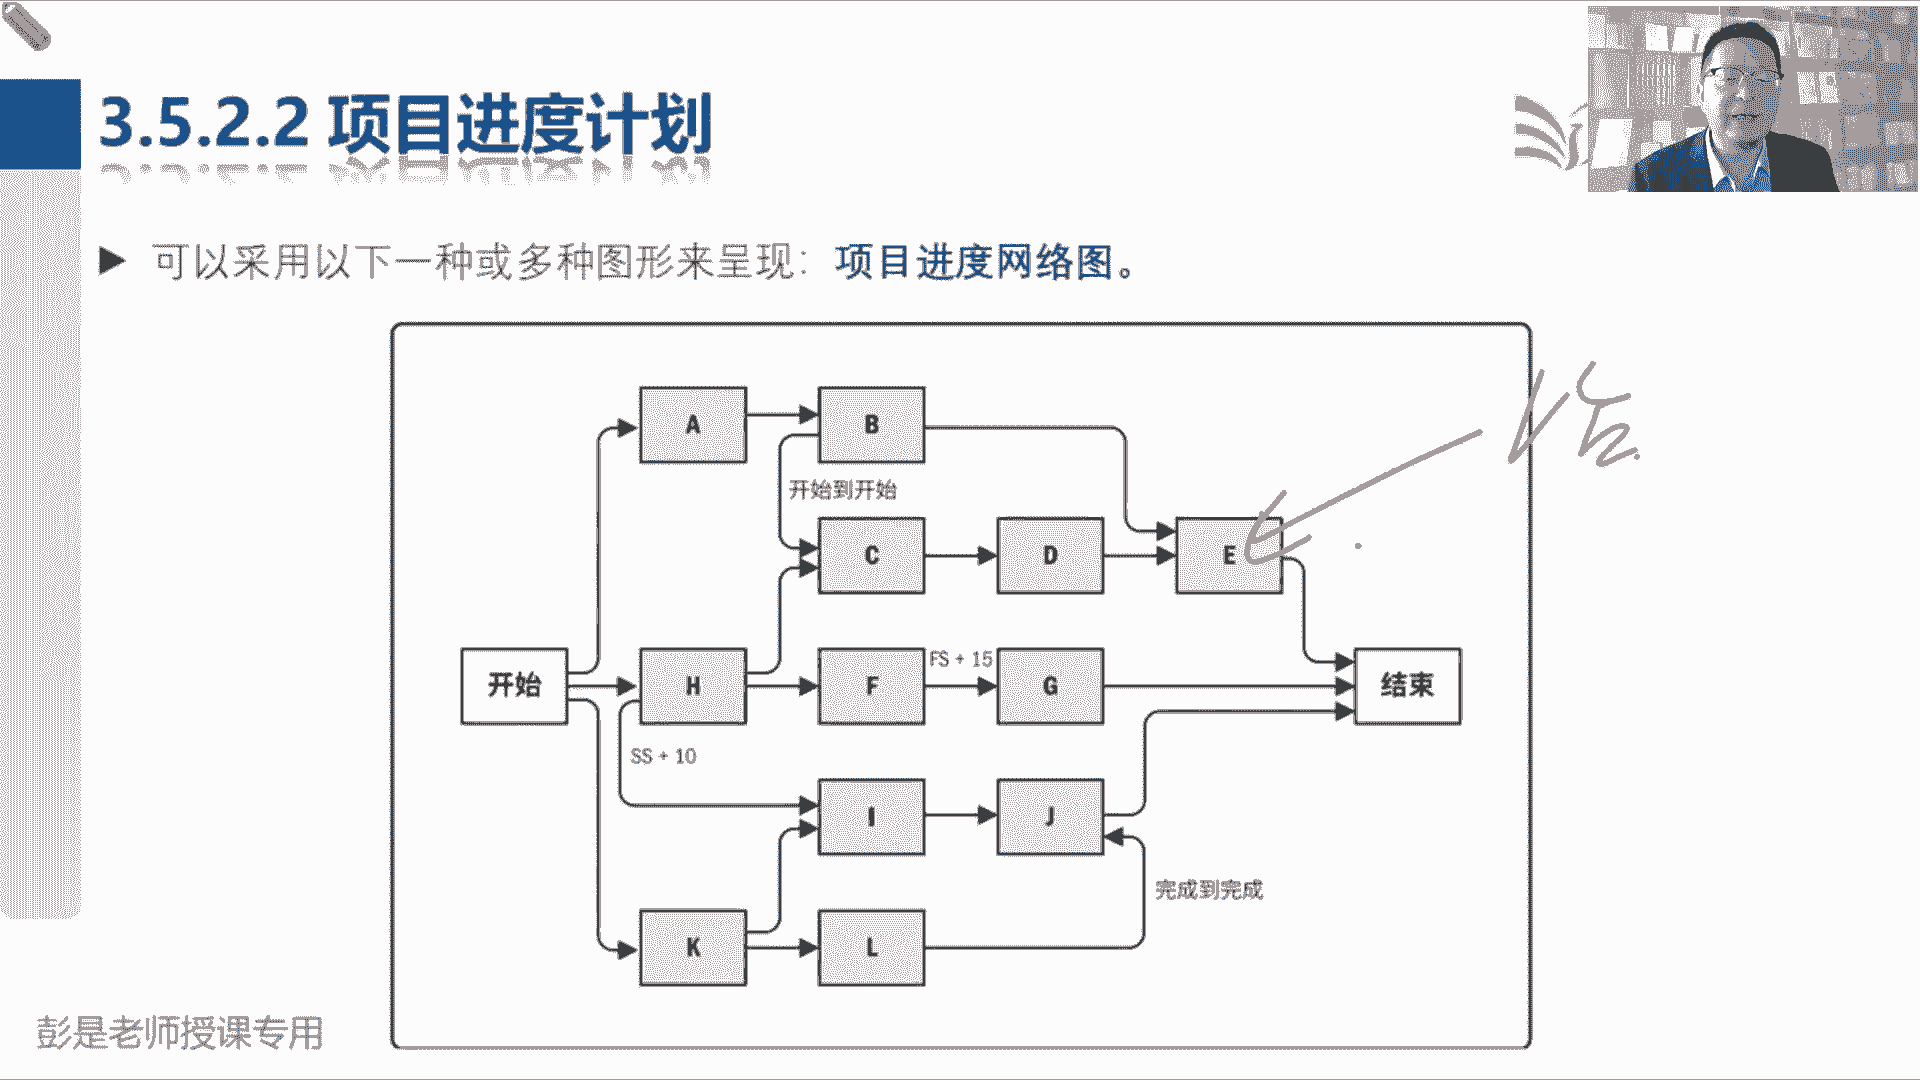 3.5.2.2 项目进度计划
可以采用以下一种或多种图形来呈现：项目进度网络图。
A
B
开始到开始
C
D
E
开始
H
F
FS + 15
G
结束
SS + 10
I
J
完成到完成
K
L
彭是老师授课专用